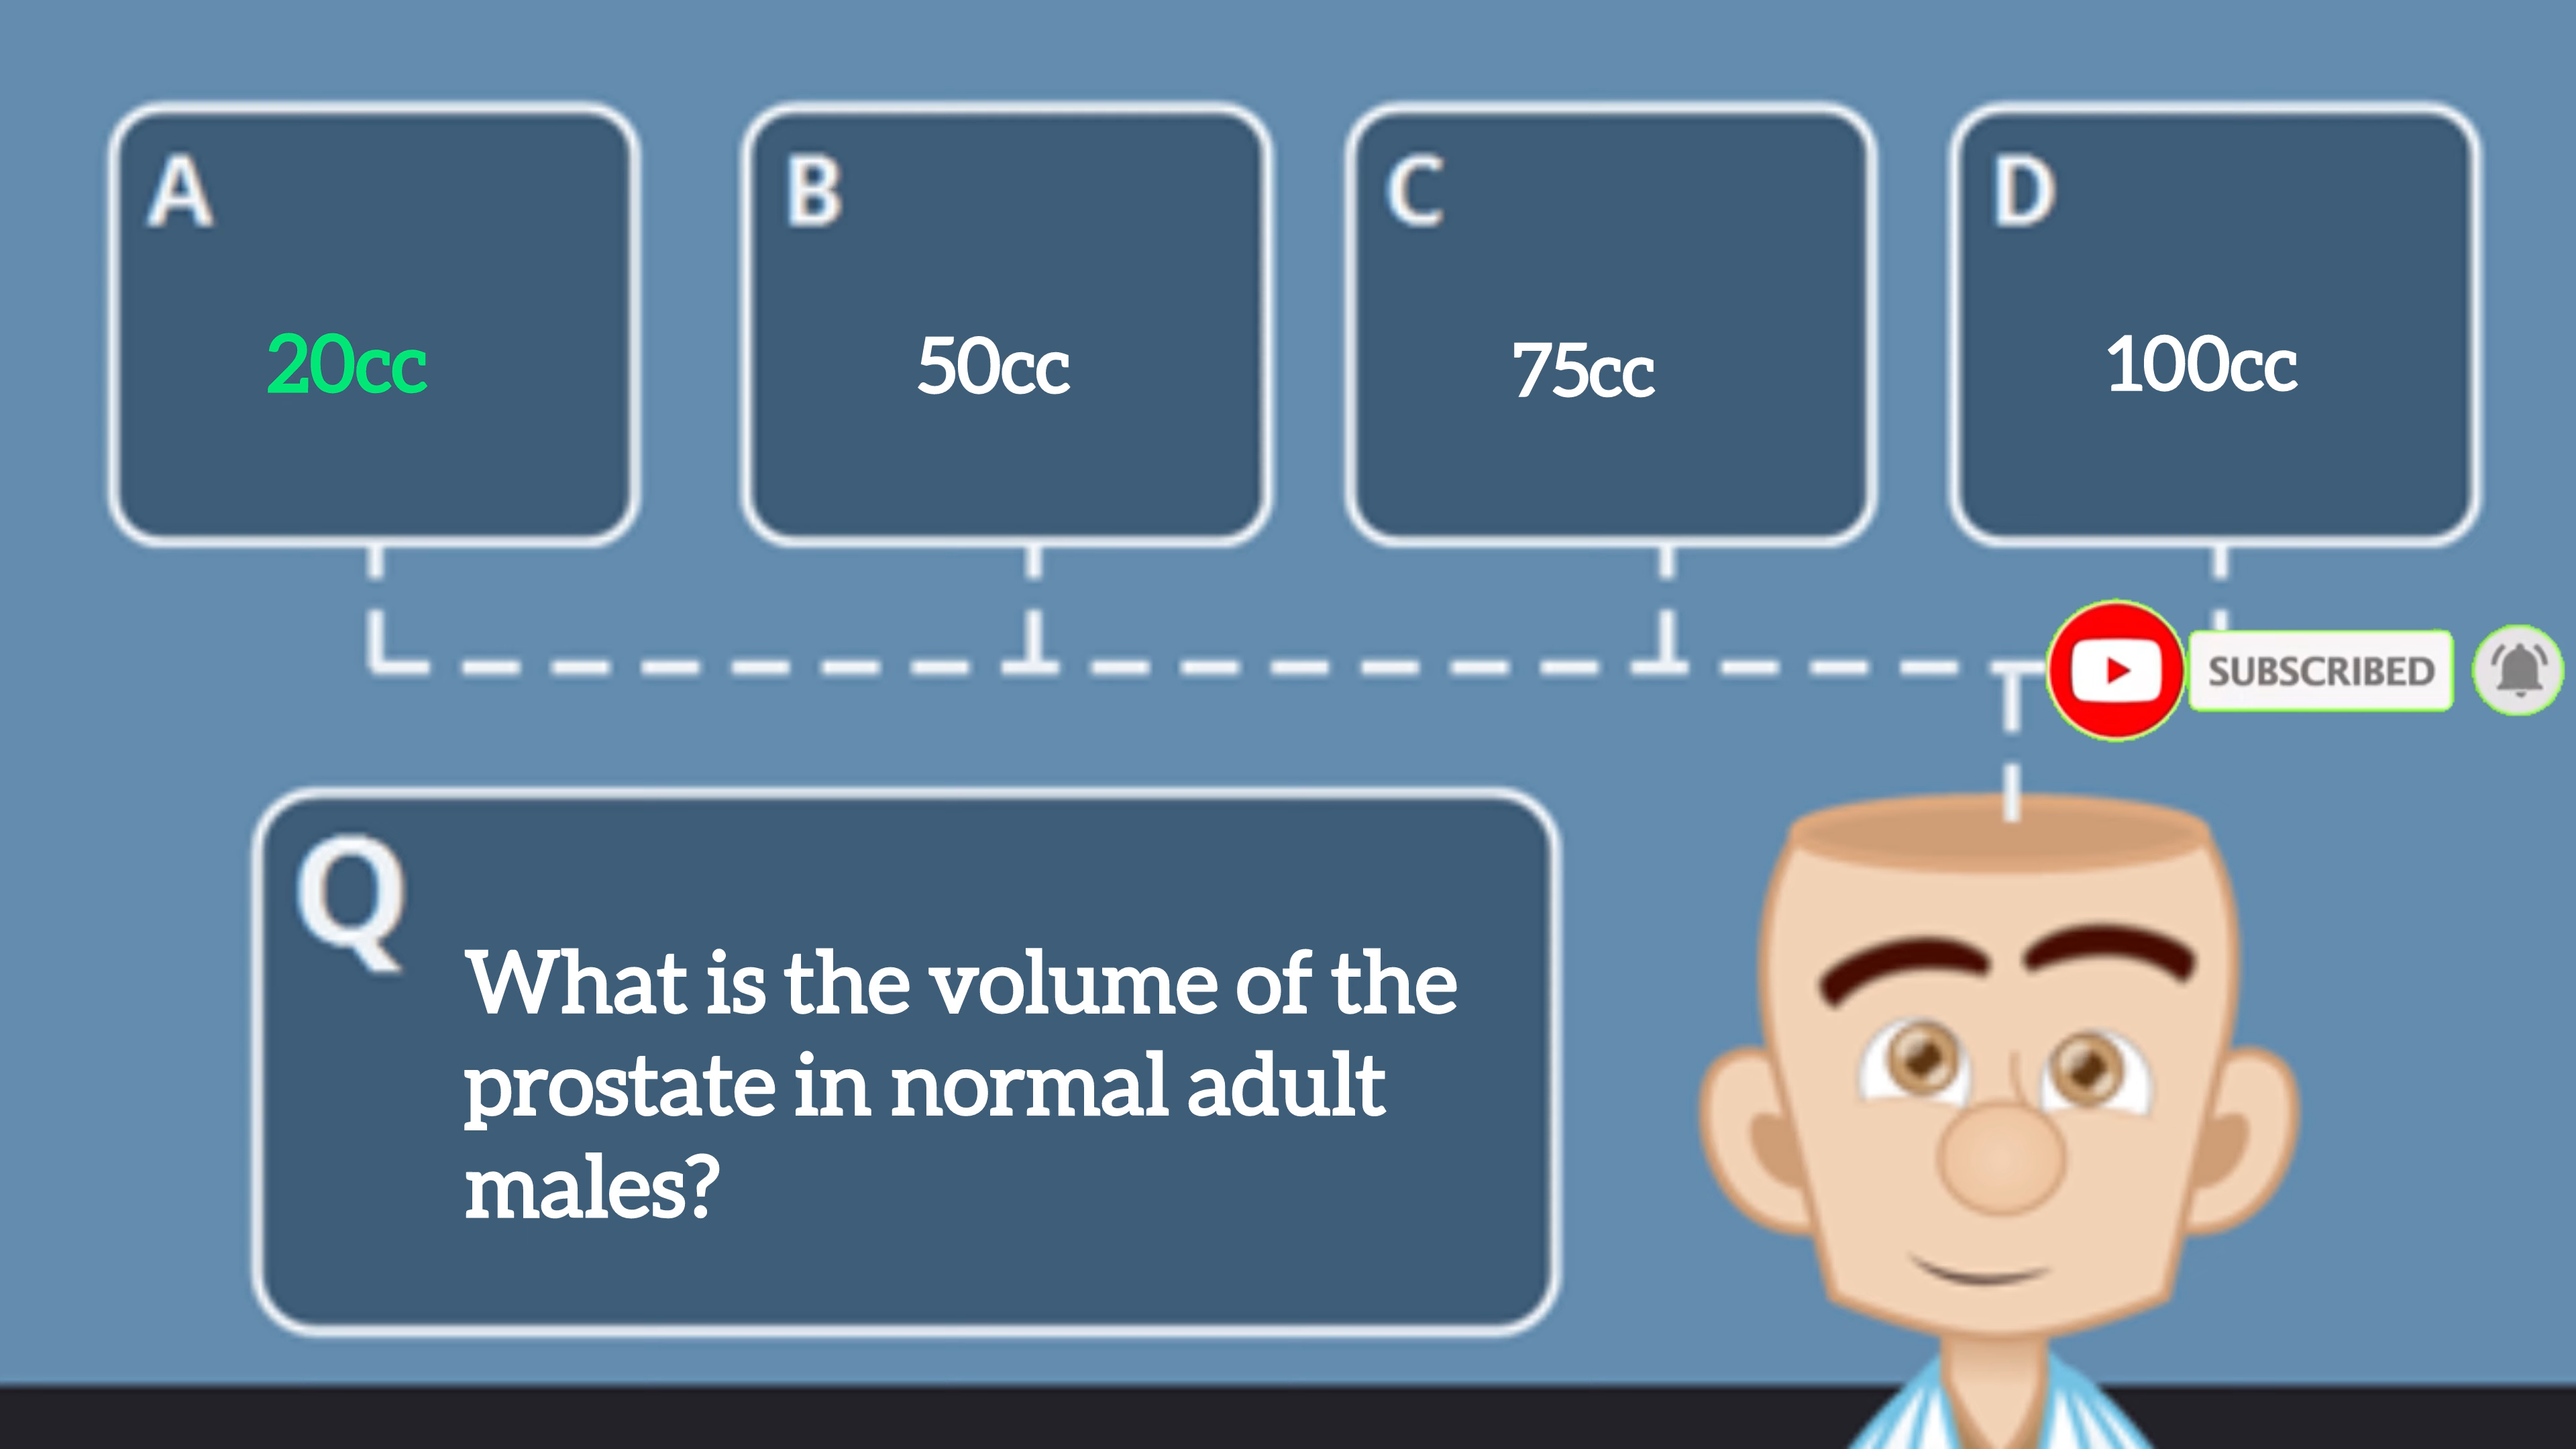 A
B
C
D
20cc
50cc
75cc
100cc
SUBSCRIBED
Q
What is the volume of the
prostate in normal adult
males?